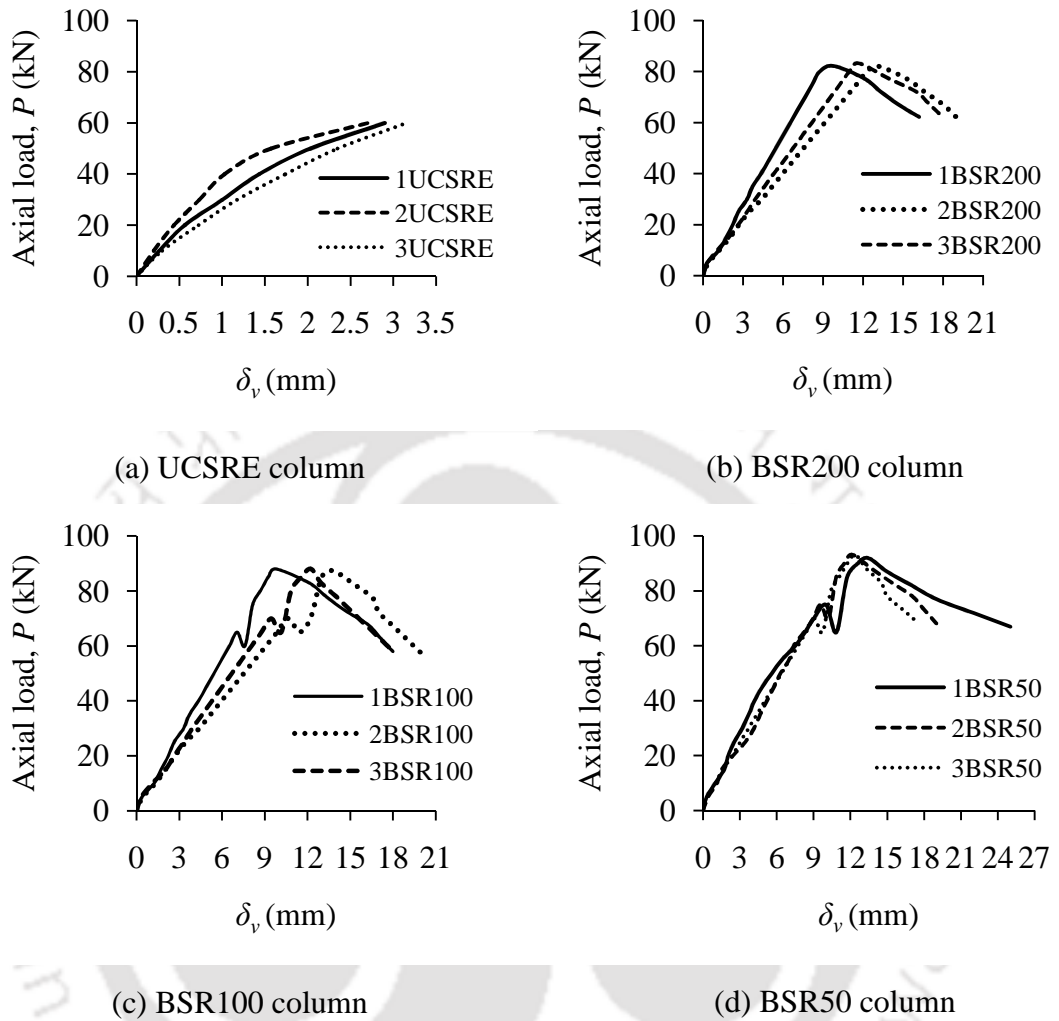 100
80
60
40
20
0
Axial load, P (kN)
1UCSRE
2UCSRE
3UCSRE
0 0.5 1 1.5 2 2.5 3 3.5
δv (mm)
(a) UCSRE column
100
80
60
40
20
0
Axial load, P (kN)
1BSR200
2BSR200
3BSR200
0 3 6 9 12 15 18 21
δv (mm)
(b) BSR200 column
100
80
60
40
20
0
Axial load, P (kN)
1BSR100
2BSR100
3BSR100
0 3 6 9 12 15 18 21
δv (mm)
(c) BSR100 column
100
80
60
40
20
0
Axial load, P (kN)
1BSR50
2BSR50
3BSR50
0 3 6 9 12 15 18 21 24 27
δv (mm)
(d) BSR50 column